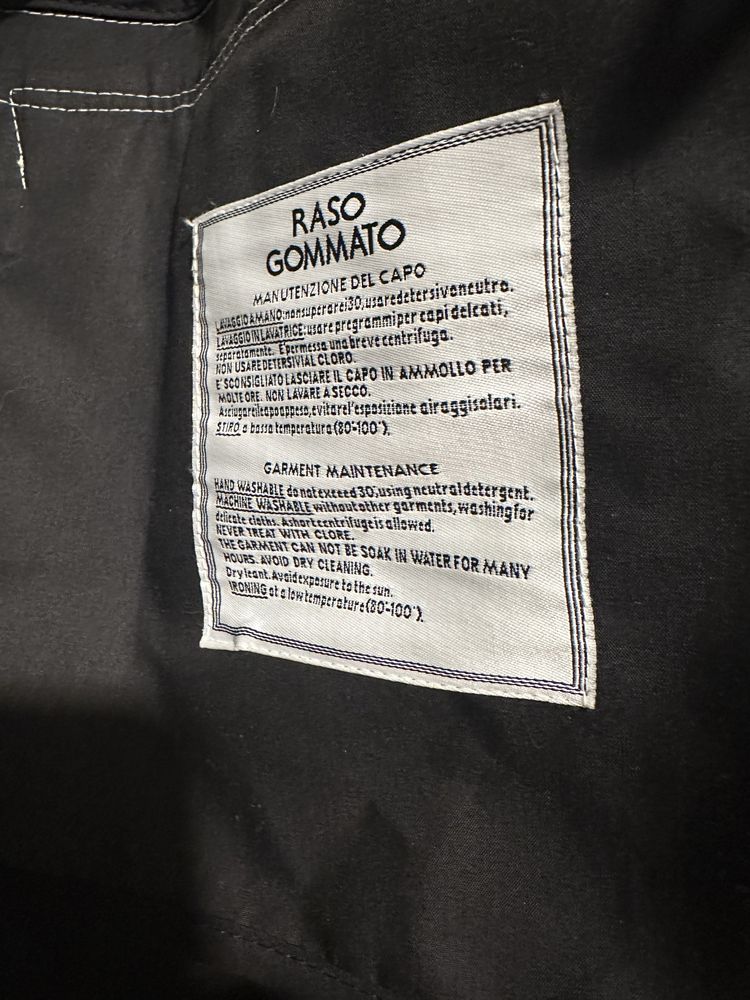 RASO
GOMMATO
MANUTENZIONE DEL CAPO
LAVAGGIO A MANO: non superare i 30°, usare detersivo neutro.
LAVAGGIO IN LAVATRICE: usare programmi per capi delicati,
separatamente. E' permessa una breve centrifuga.
NON USARE DETERSIVI AL CLORO.
E' SCONSIGLIATO LASCIARE IL CAPO IN AMMOLLO PER
MOLTE ORE. NON LAVARE A SECCO.
Asciugare il capo appeso, evitare l'esposizione ai raggi solari.
STIRO a bassa temperatura (80°-100°).
GARMENT MAINTENANCE
HAND WASHABLE do not exceed 30°, using neutral detergent.
MACHINE WASHABLE without other garments, washing for
delicate cloths. A short centrifuge is allowed.
NEVER TREAT WITH CLORE.
THE GARMENT CAN NOT BE SOAK IN WATER FOR MANY
HOURS. AVOID DRY CLEANING.
Dry leant. Avoid exposure to the sun.
IRONING at a low temperature (80°-100°).